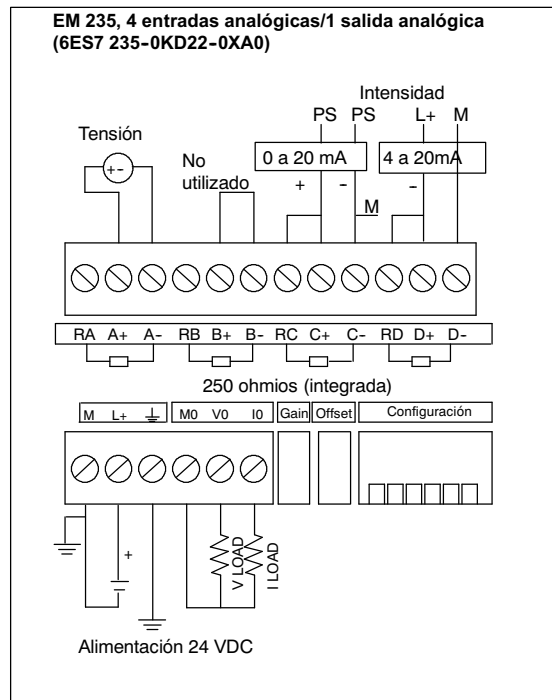 EM 235, 4 entradas analógicas/1 salida analógica
(6ES7 235-0KD22-0XA0)
Intensidad
PS PS L+ M
Tensión
+-
No
utilizado
0 a 20 mA
4 a 20mA
+ - -
M
RA A+ A- RB B+ B- RC C+ C- RD D+ D-
250 ohmios (integrada)
M L+ M0 V0 I0 Gain Offset Configuración
+
V LOAD
I LOAD
Alimentación 24 VDC